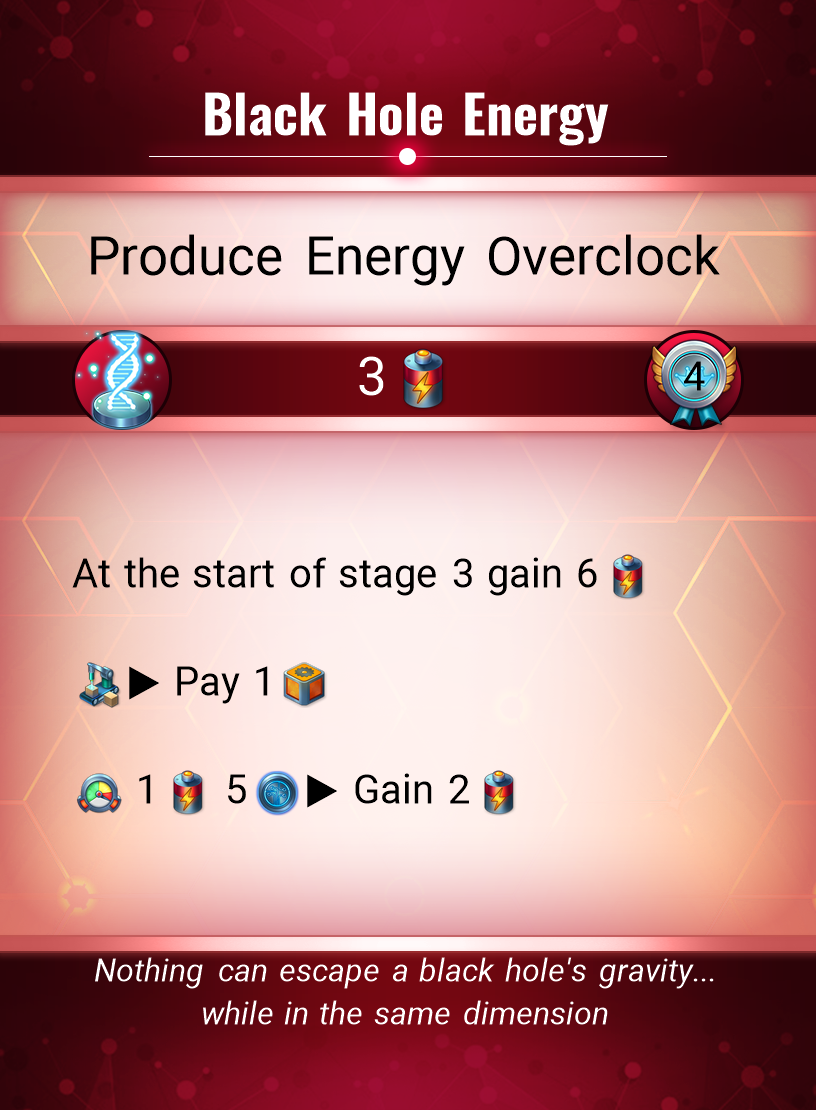 Black Hole Energy
Produce Energy Overclock
3
4
At the start of stage 3 gain 6
Pay 1
1 5 Gain 2
Nothing can escape a black hole's gravity...
while in the same dimension